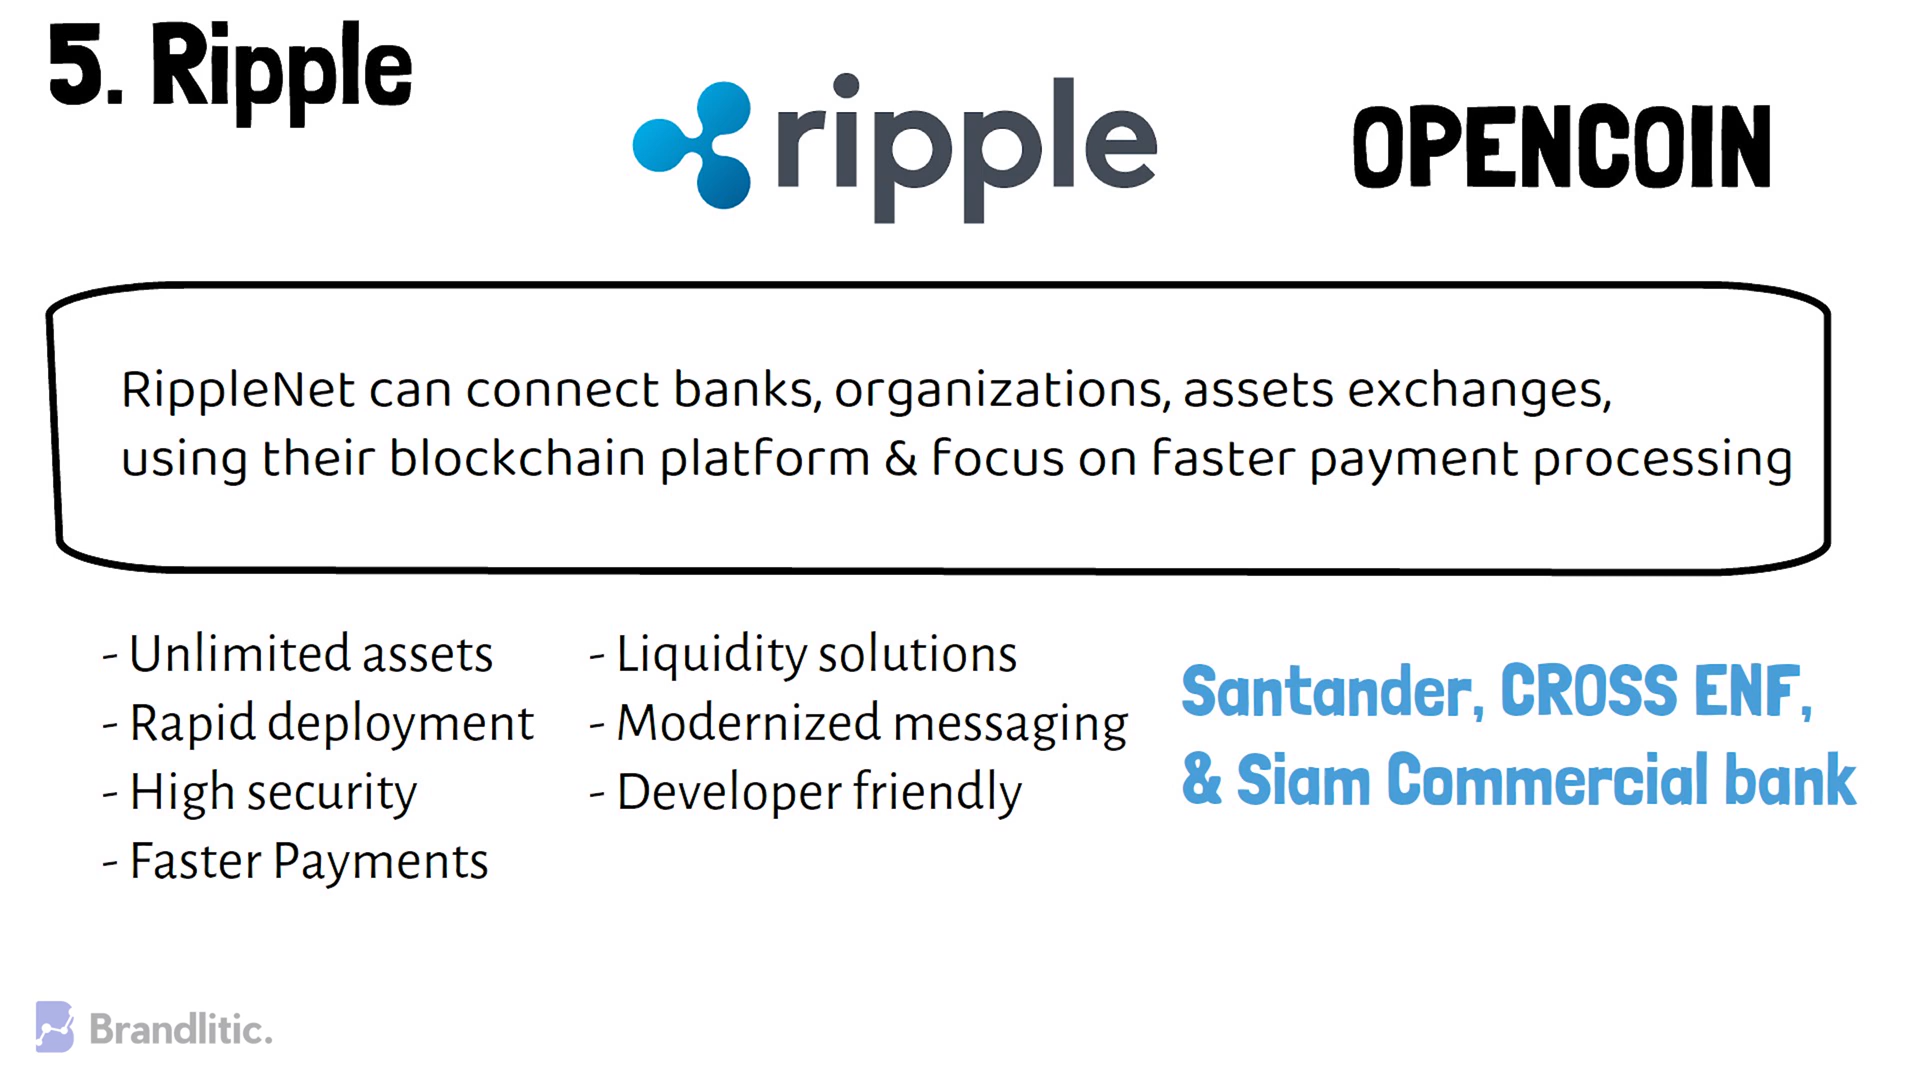 5. Ripple
ripple
OPENCOIN
RippleNet can connect banks, organizations, assets exchanges,
using their blockchain platform & focus on faster payment processing
- Unlimited assets
- Rapid deployment
- High security
- Faster Payments
- Liquidity solutions
- Modernized messaging
- Developer friendly
Santander, CROSS ENF,
& Siam Commercial bank
Brandlitic.